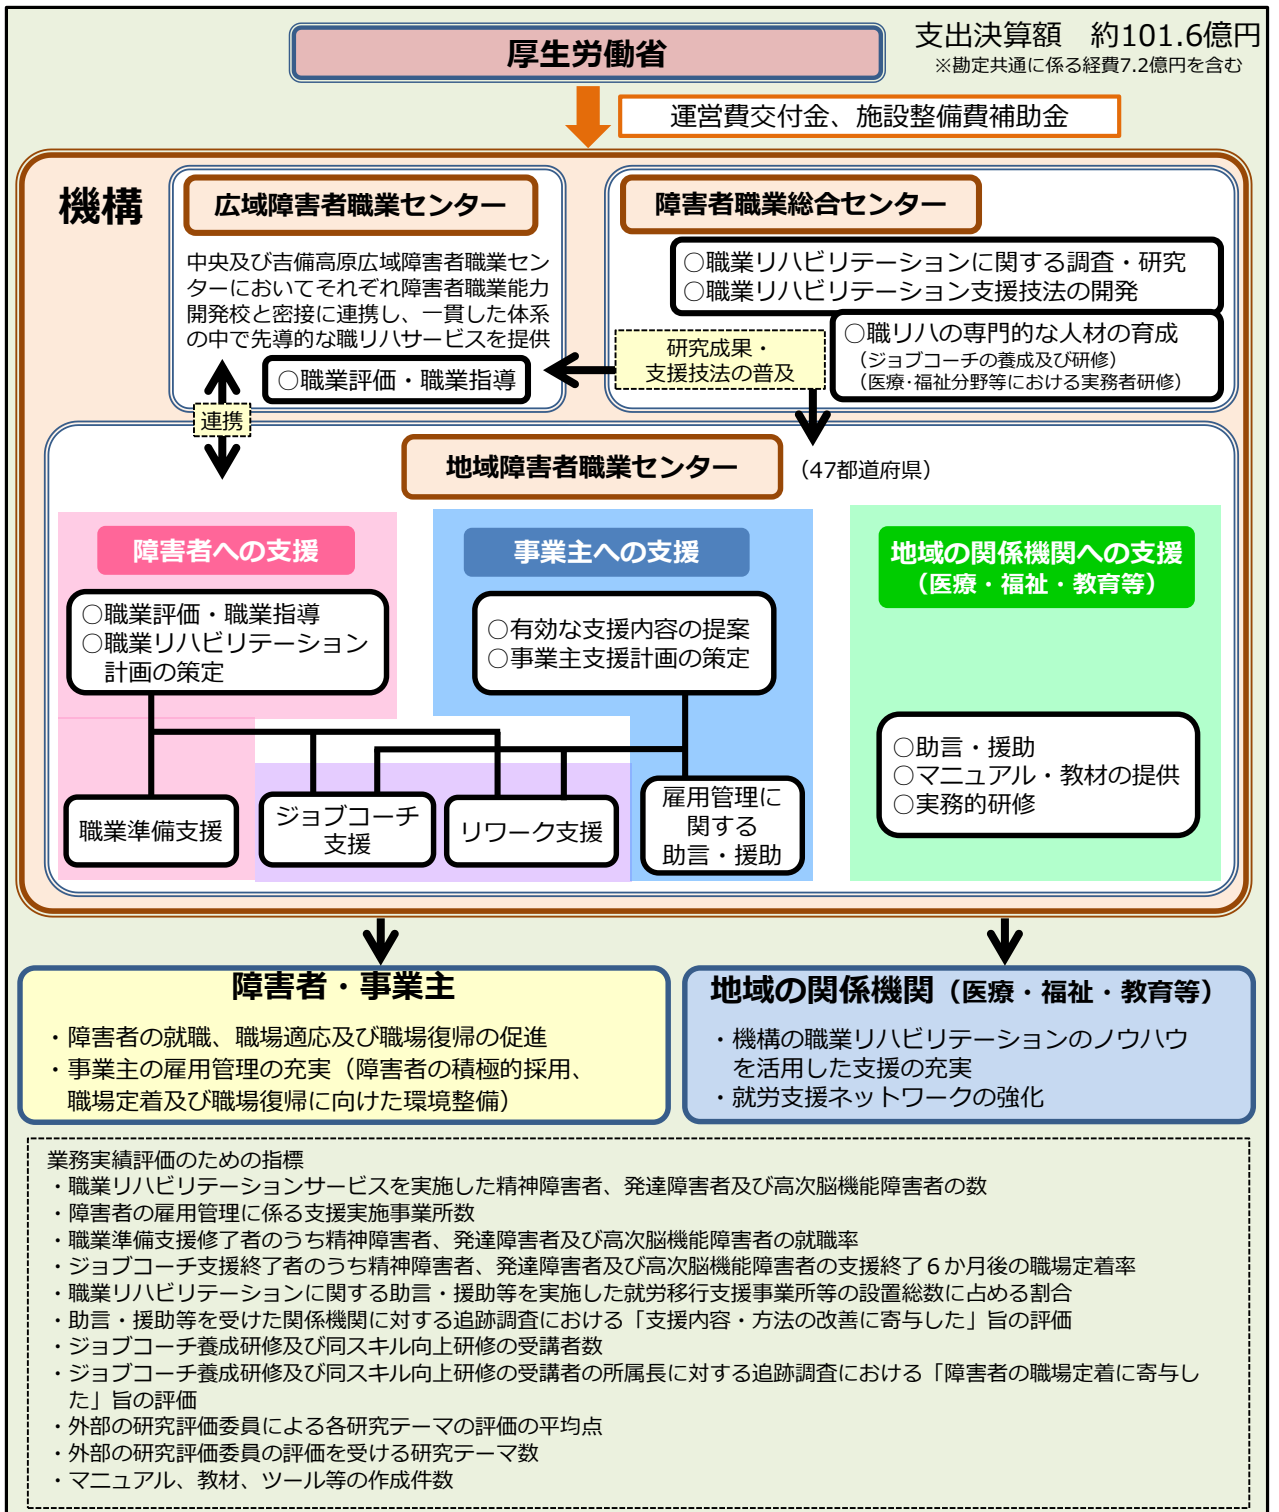 厚生労働省
支出決算額　約101.6億円
※勘定共通に係る経費7.2億円を含む
運営費交付金、施設整備費補助金
機構
広域障害者職業センター
中央及び吉備高原広域障害者職業セン
ターにおいてそれぞれ障害者職業能力
開発校と密接に連携し、一貫した体系
の中で先導的な職リハサービスを提供
○職業評価・職業指導
障害者職業総合センター
○職業リハビリテーションに関する調査・研究
○職業リハビリテーション支援技法の開発
○職リハの専門的な人材の育成
（ジョブコーチの養成及び研修）
（医療・福祉分野等における実務者研修）
研究成果・
支援技法の普及
連携
地域障害者職業センター
（47都道府県）
障害者への支援
○職業評価・職業指導
○職業リハビリテーション
計画の策定
事業主への支援
○有効な支援内容の提案
○事業主支援計画の策定
地域の関係機関への支援
（医療・福祉・教育等）
○助言・援助
○マニュアル・教材の提供
○実務的研修
職業準備支援
ジョブコーチ
支援
リワーク支援
雇用管理に
関する
助言・援助
障害者・事業主
・障害者の就職、職場適応及び職場復帰の促進
・事業主の雇用管理の充実（障害者の積極的採用、
職場定着及び職場復帰に向けた環境整備）
地域の関係機関（医療・福祉・教育等）
・機構の職業リハビリテーションのノウハウ
を活用した支援の充実
・就労支援ネットワークの強化
業務実績評価のための指標
・職業リハビリテーションサービスを実施した精神障害者、発達障害者及び高次脳機能障害者の数
・障害者の雇用管理に係る支援実施事業所数
・職業準備支援修了者のうち精神障害者、発達障害者及び高次脳機能障害者の就職率
・ジョブコーチ支援終了者のうち精神障害者、発達障害者及び高次脳機能障害者の支援終了６か月後の職場定着率
・職業リハビリテーションに関する助言・援助等を実施した就労移行支援事業所等の設置総数に占める割合
・助言・援助等を受けた関係機関に対する追跡調査における「支援内容・方法の改善に寄与した」旨の評価
・ジョブコーチ養成研修及び同スキル向上研修の受講者数
・ジョブコーチ養成研修及び同スキル向上研修の受講者の所属長に対する追跡調査における「障害者の職場定着に寄与し
た」旨の評価
・外部の研究評価委員による各研究テーマの評価の平均点
・外部の研究評価委員の評価を受ける研究テーマ数
・マニュアル、教材、ツール等の作成件数